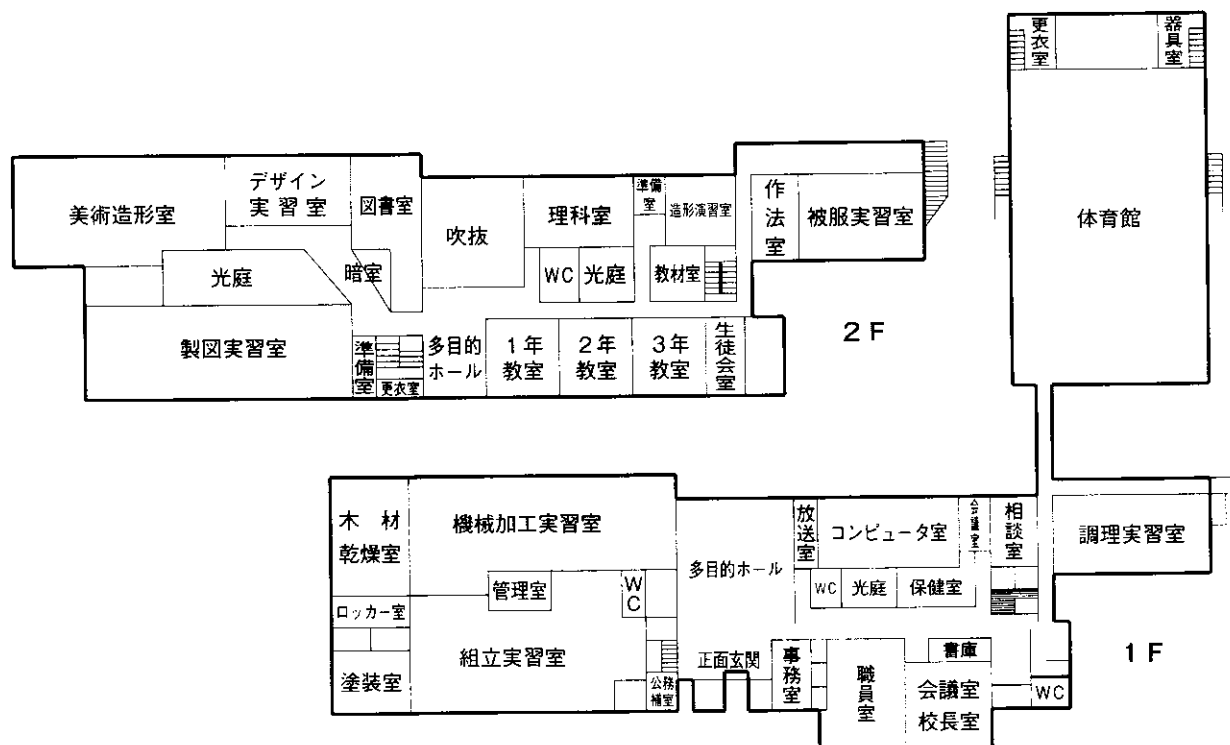 更衣室
器具室
体育館
美術造形室
デザイン
実習室
図書室
吹抜
理科室
準備室
造形演習室
作法室
被服実習室
光庭
暗室
WC
光庭
教材室
製図実習室
準備室
更衣室
多目的
ホール
1年
教室
2年
教室
3年
教室
生徒会室
2F
木材
乾燥室
機械加工実習室
管理室
WC
ロッカー室
組立実習室
塗装室
公務
補室
多目的ホール
正面玄関
放送室
コンピュータ室
会議室
相談室
調理実習室
WC
光庭
保健室
事務室
職員室
書庫
会議室
校長室
WC
1F